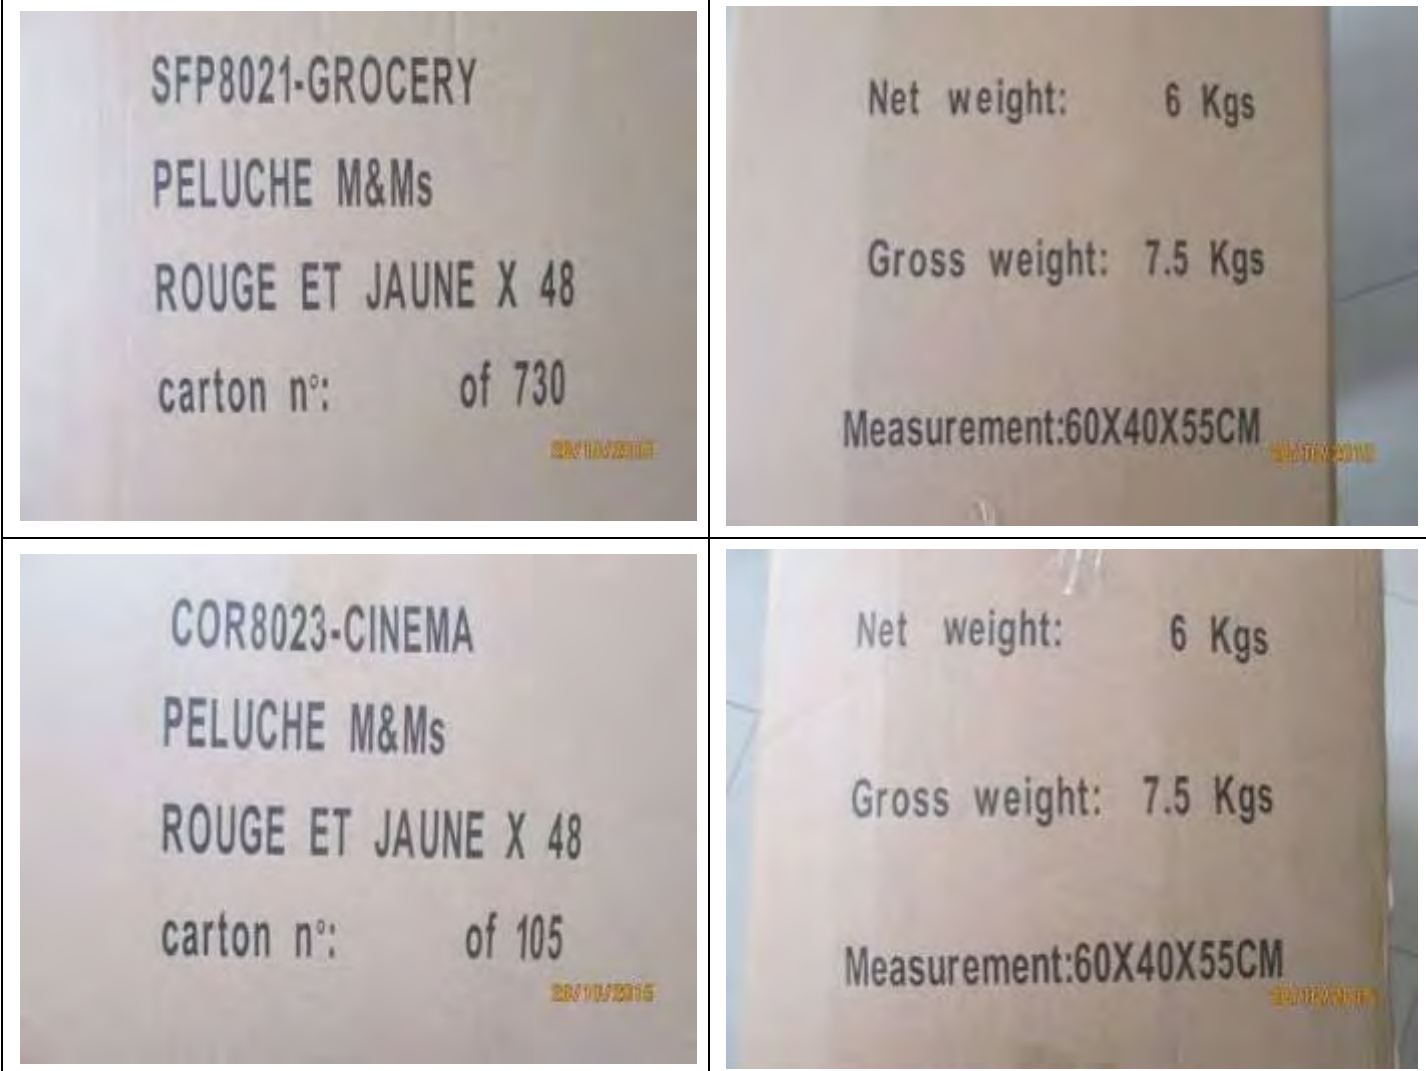 SFP8021-GROCERY
PELUCHE M&Ms
ROUGE ET JAUNE X 48
carton n°: of 730
Net weight: 6 Kgs
Gross weight: 7.5 Kgs
Measurement:60X40X55CM
COR8023-CINEMA
PELUCHE M&Ms
ROUGE ET JAUNE X 48
carton n°: of 105
Net weight: 6 Kgs
Gross weight: 7.5 Kgs
Measurement:60X40X55CM